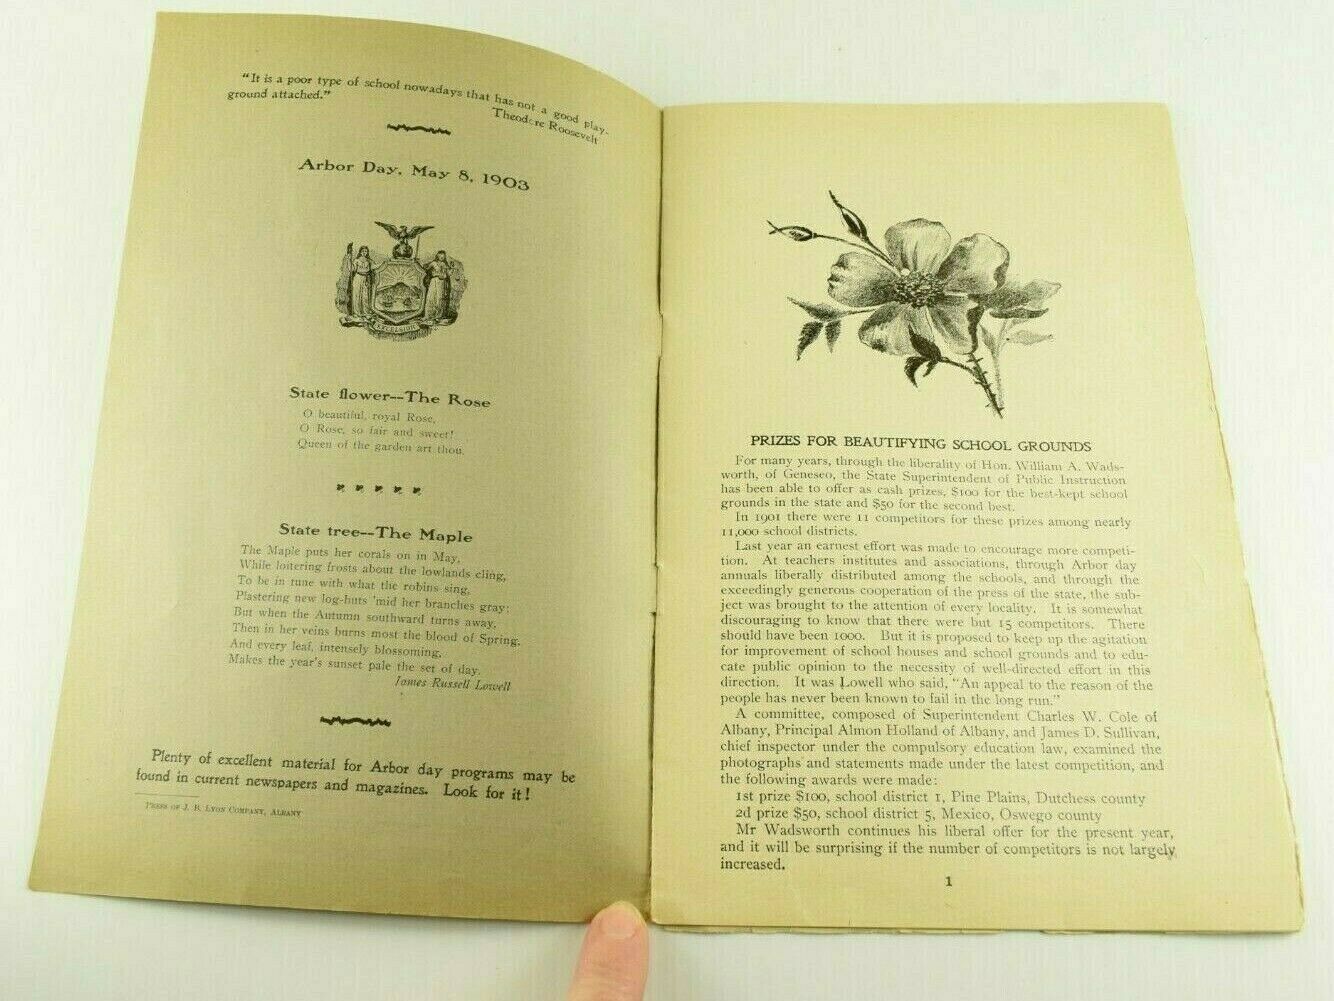 "It is a poor type of school nowadays that has not a good play-
ground attached."
Theodore Roosevelt
Arbor Day, May 8, 1903
EXCELSIOR
State flower--The Rose
O beautiful, royal Rose,
O Rose, so fair and sweet!
Queen of the garden art thou.
State tree--The Maple
The Maple puts her corals on in May,
While loitering frosts about the lowlands cling,
To be in tune with what the robins sing,
Plastering new log-huts 'mid her branches gray;
But when the Autumn southward turns away,
Then in her veins burns most the blood of Spring,
And every leaf, intensely blossoming,
Makes the year's sunset pale the set of day.
James Russell Lowell
Plenty of excellent material for Arbor day programs may be
found in current newspapers and magazines. Look for it!
PRESS OF J. B. LYON COMPANY, ALBANY
PRIZES FOR BEAUTIFYING SCHOOL GROUNDS
For many years, through the liberality of Hon. William A. Wads-
worth, of Geneseo, the State Superintendent of Public Instruction
has been able to offer as cash prizes, $100 for the best-kept school
grounds in the state and $50 for the second best.
In 1901 there were 11 competitors for these prizes among nearly
11,000 school districts.
Last year an earnest effort was made to encourage more competi-
tion. At teachers institutes and associations, through Arbor day
annuals liberally distributed among the schools, and through the
exceedingly generous cooperation of the press of the state, the sub-
ject was brought to the attention of every locality. It is somewhat
discouraging to know that there were but 15 competitors. There
should have been 1000. But it is proposed to keep up the agitation
for improvement of school houses and school grounds and to edu-
cate public opinion to the necessity of well-directed effort in this
direction. It was Lowell who said, "An appeal to the reason of the
people has never been known to fail in the long run."
A committee, composed of Superintendent Charles W. Cole of
Albany, Principal Almon Holland of Albany, and James D. Sullivan,
chief inspector under the compulsory education law, examined the
photographs and statements made under the latest competition, and
the following awards were made:
1st prize $100, school district 1, Pine Plains, Dutchess county
2d prize $50, school district 5, Mexico, Oswego county
Mr Wadsworth continues his liberal offer for the present year,
and it will be surprising if the number of competitors is not largely
increased.
1